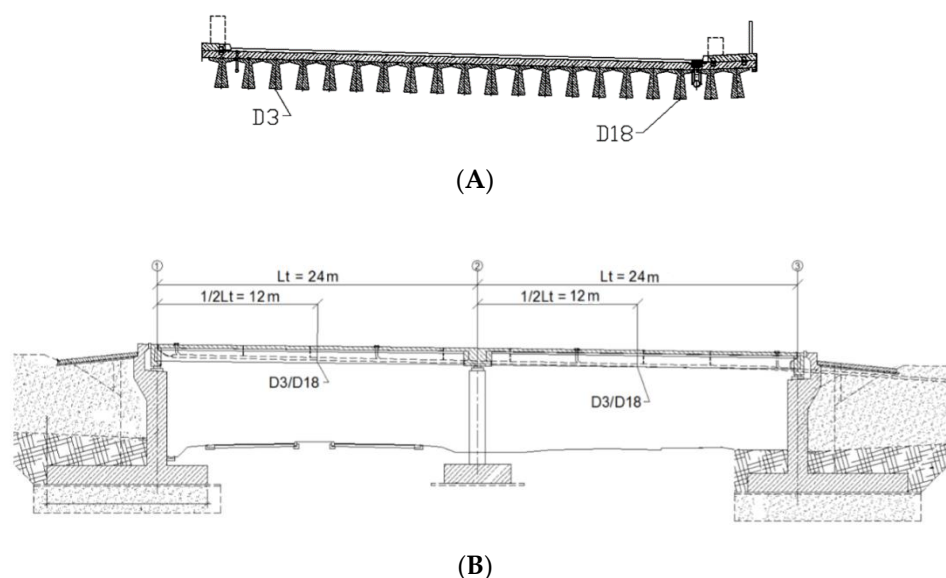 D3
D18
(A)
1
2
3
Lt = 24m
Lt = 24m
1/2Lt = 12m
1/2Lt = 12m
D3/D18
D3/D18
(B)